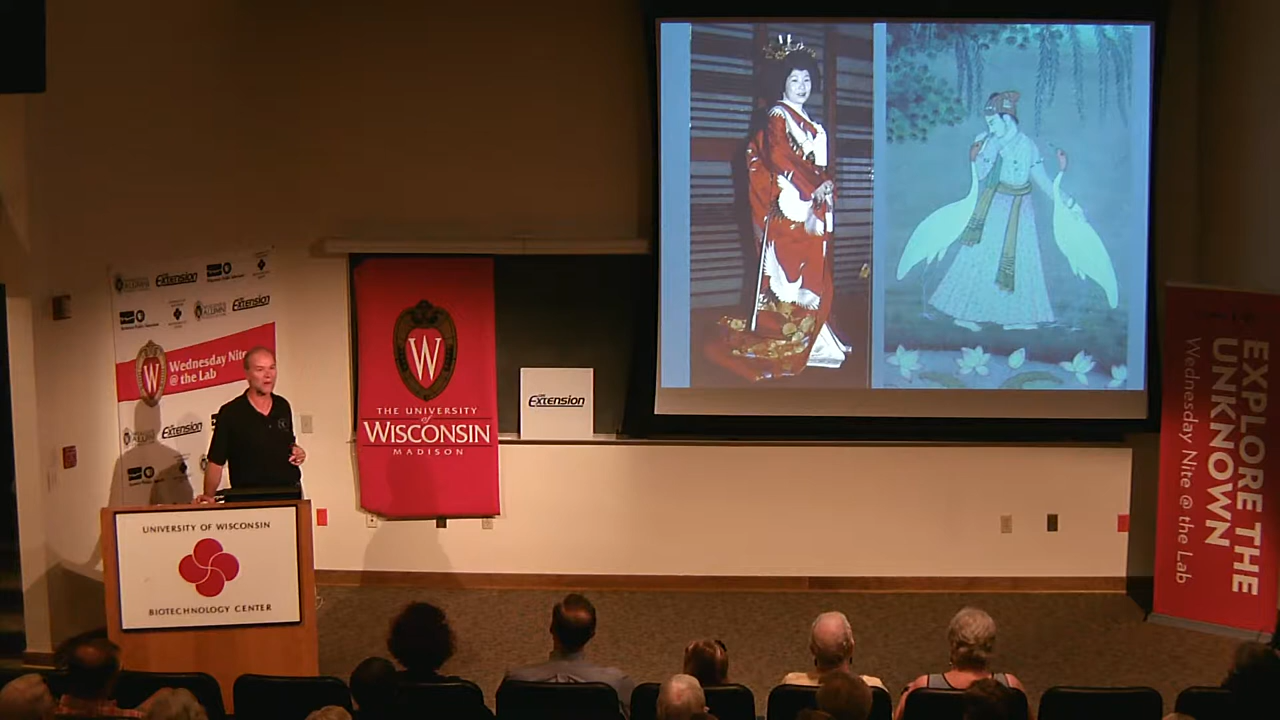 Extension
Extension
Wednesday Nite
@ the Lab
Extension
W
THE UNIVERSITY
of
WISCONSIN
MADISON
Extension
UNIVERSITY OF WISCONSIN
BIOTECHNOLOGY CENTER
EXPLORE THE
UNKNOWN
Wednesday Nite @ the Lab